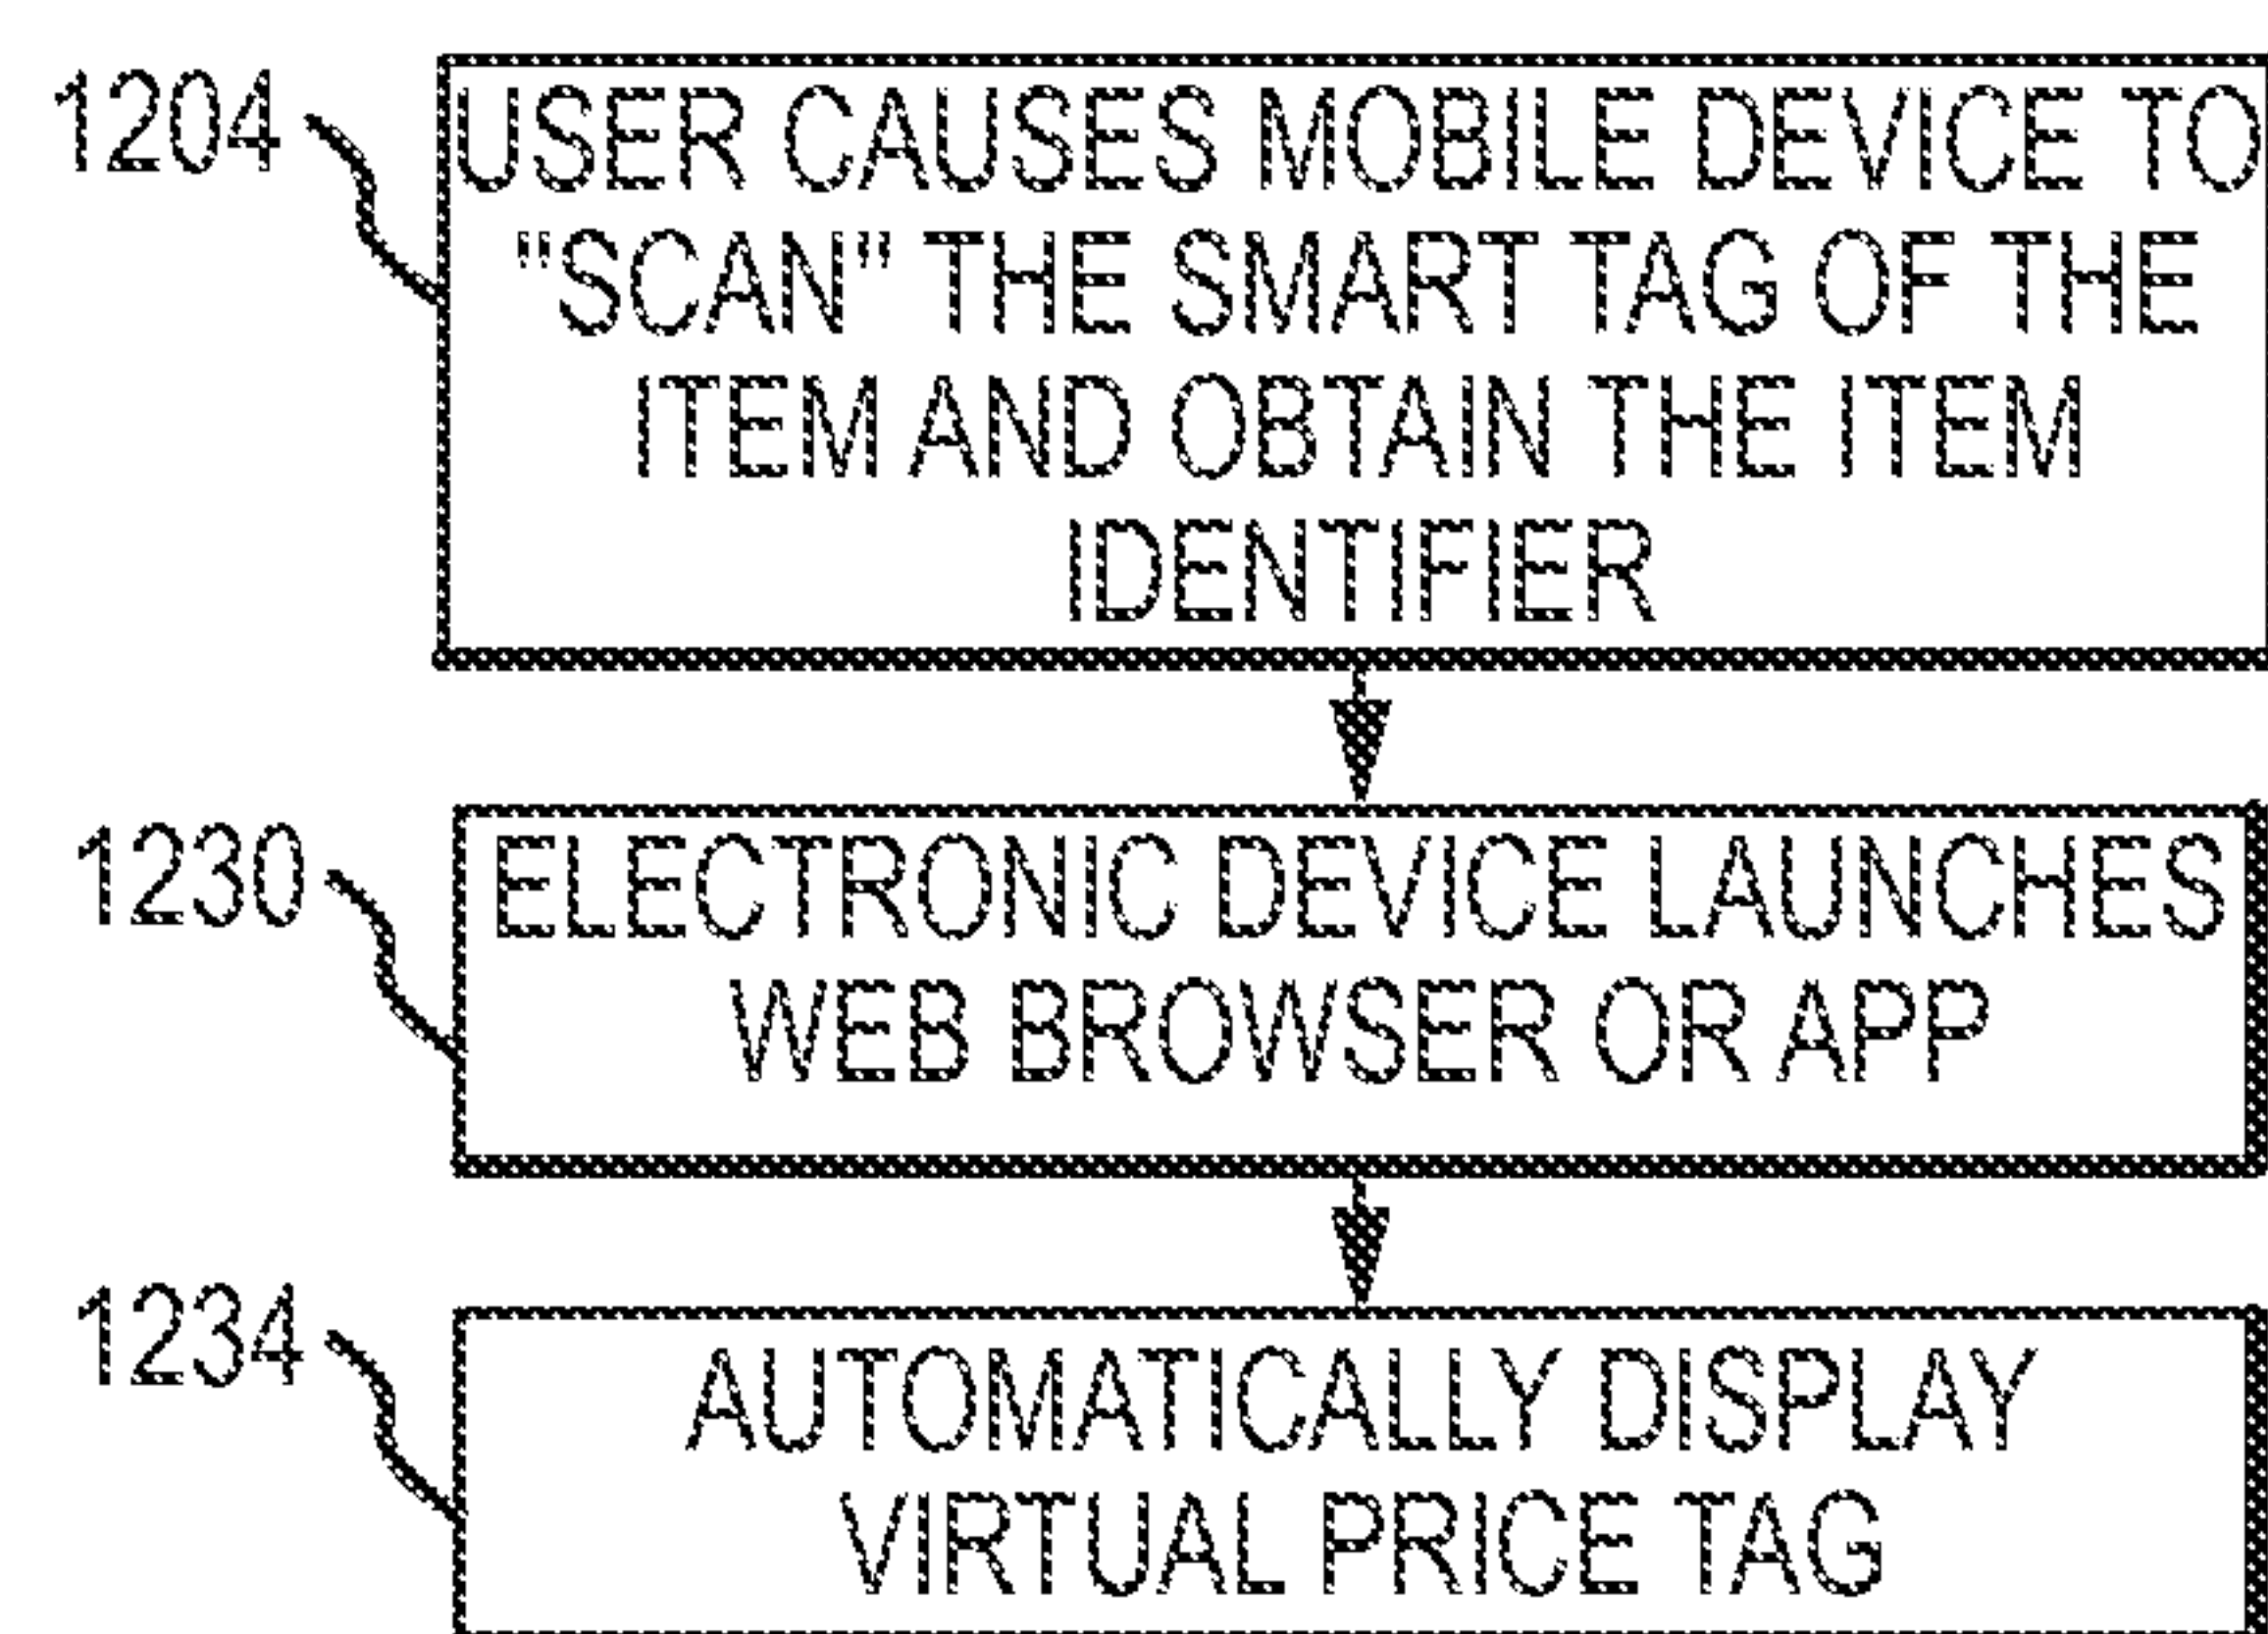 1204
USER CAUSES MOBILE DEVICE TO
"SCAN" THE SMART TAG OF THE
ITEM AND OBTAIN THE ITEM
IDENTIFIER
1230
ELECTRONIC DEVICE LAUNCHES
WEB BROWSER OR APP
1234
AUTOMATICALLY DISPLAY
VIRTUAL PRICE TAG